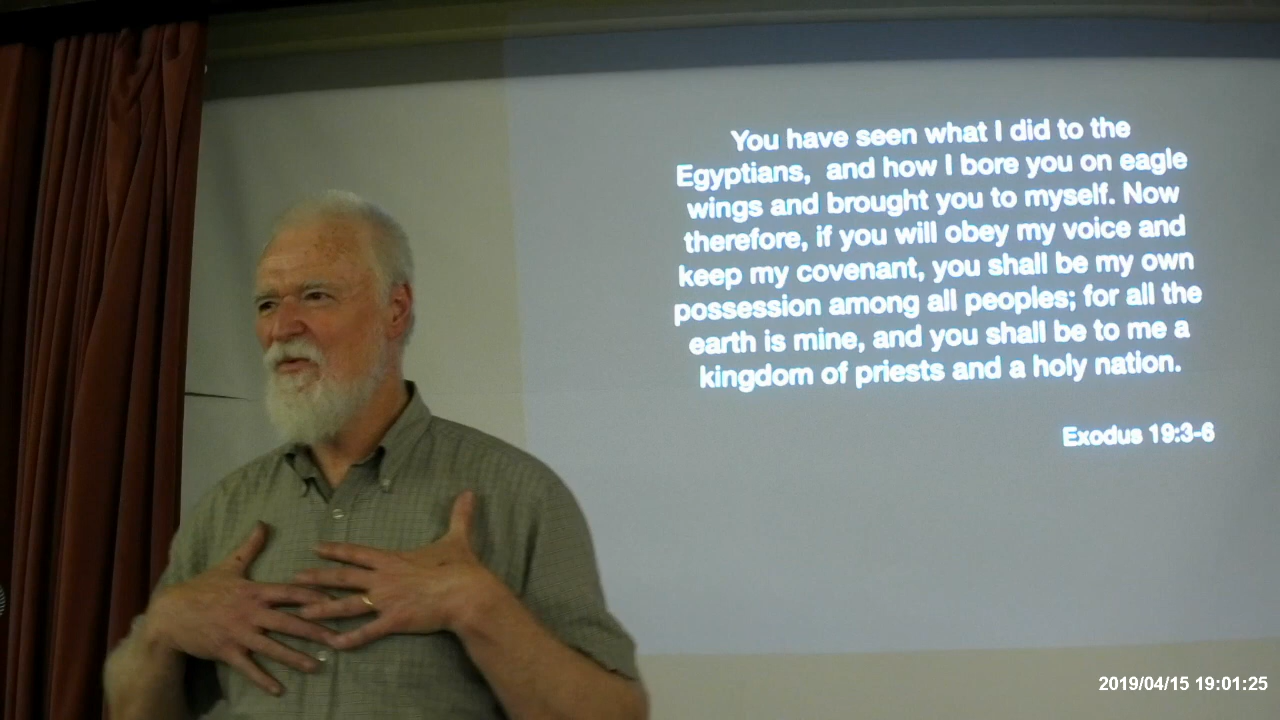 You have seen what I did to the
Egyptians,  and how I bore you on eagle
wings and brought you to myself. Now
therefore, if you will obey my voice and
keep my covenant, you shall be my own
possession among all peoples; for all the
earth is mine, and you shall be to me a
kingdom of priests and a holy nation.
Exodus 19:3-6
2019/04/15 19:01:25